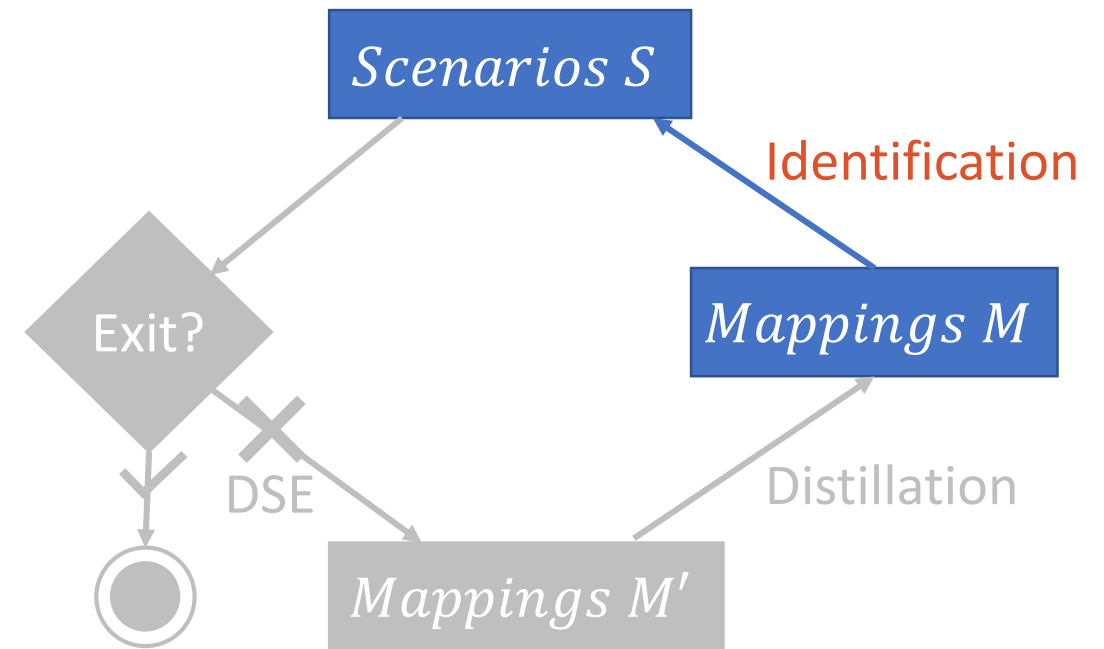 Scenarios S
Identification
Mappings M
Exit?
DSE
Distillation
Mappings M′